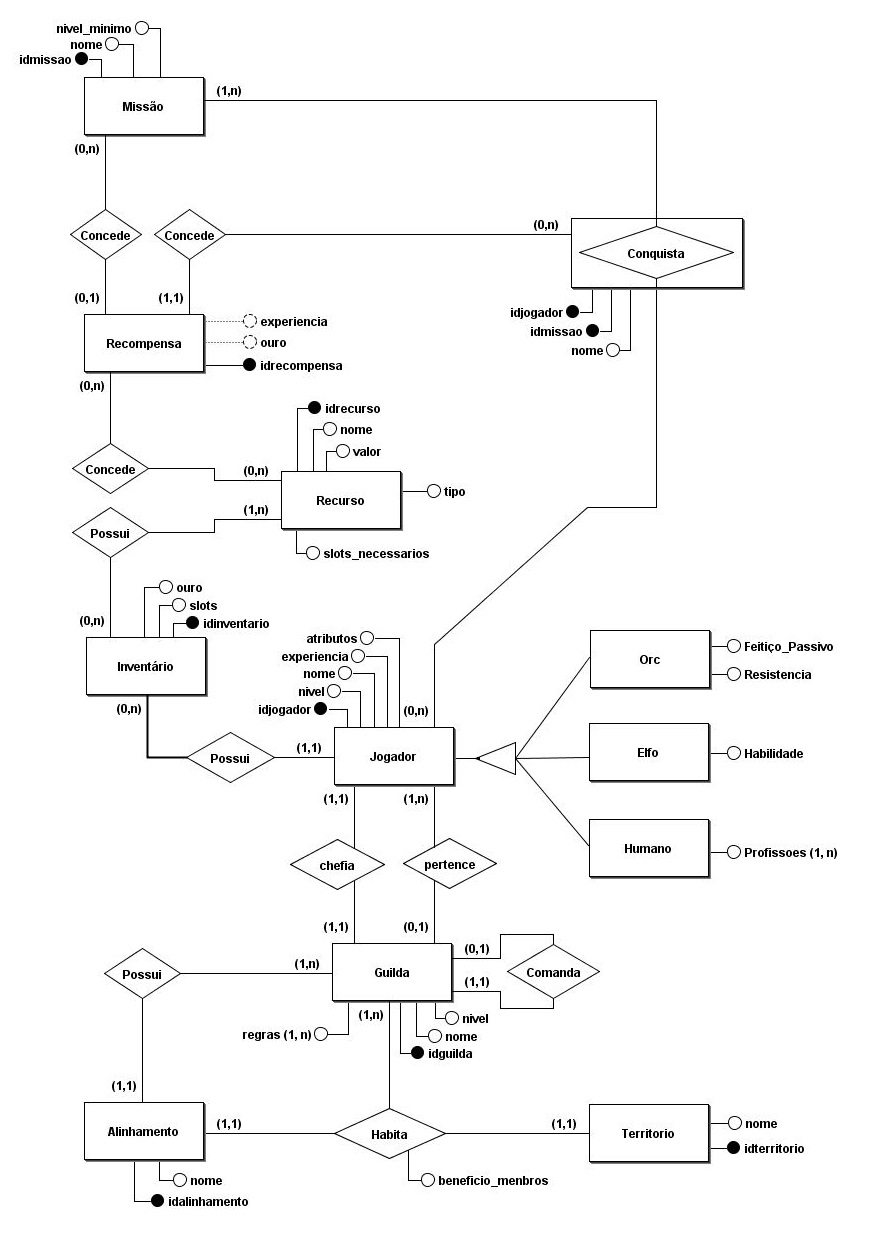 nivel_minimo
nome
idmissao
Missão
(1,n)
(0,n)
Concede
Concede
(0,n)
Conquista
(0,1)
(1,1)
idjogador
idmissao
nome
Recompensa
experiencia
ouro
idrecompensa
(0,n)
idrecurso
nome
valor
Concede
(0,n)
Recurso
tipo
(1,n)
Possui
slots_necessarios
ouro
slots
idinventario
(0,n)
Inventário
(0,n)
atributos
experiencia
nome
nivel
idjogador
(0,n)
Possui
(1,1)
Jogador
Orc
Feitiço_Passivo
Resistencia
Elfo
Habilidade
Humano
Profissoes (1, n)
(1,1)
(1,n)
chefia
pertence
(1,1)
(0,1)
Possui
(1,n)
Guilda
(0,1)
(1,1)
Comanda
regras (1, n)
(1,n)
nivel
nome
idguilda
(1,1)
Alinhamento
(1,1)
Habita
(1,1)
Territorio
nome
idterritorio
beneficio_menbros
nome
idalinhamento